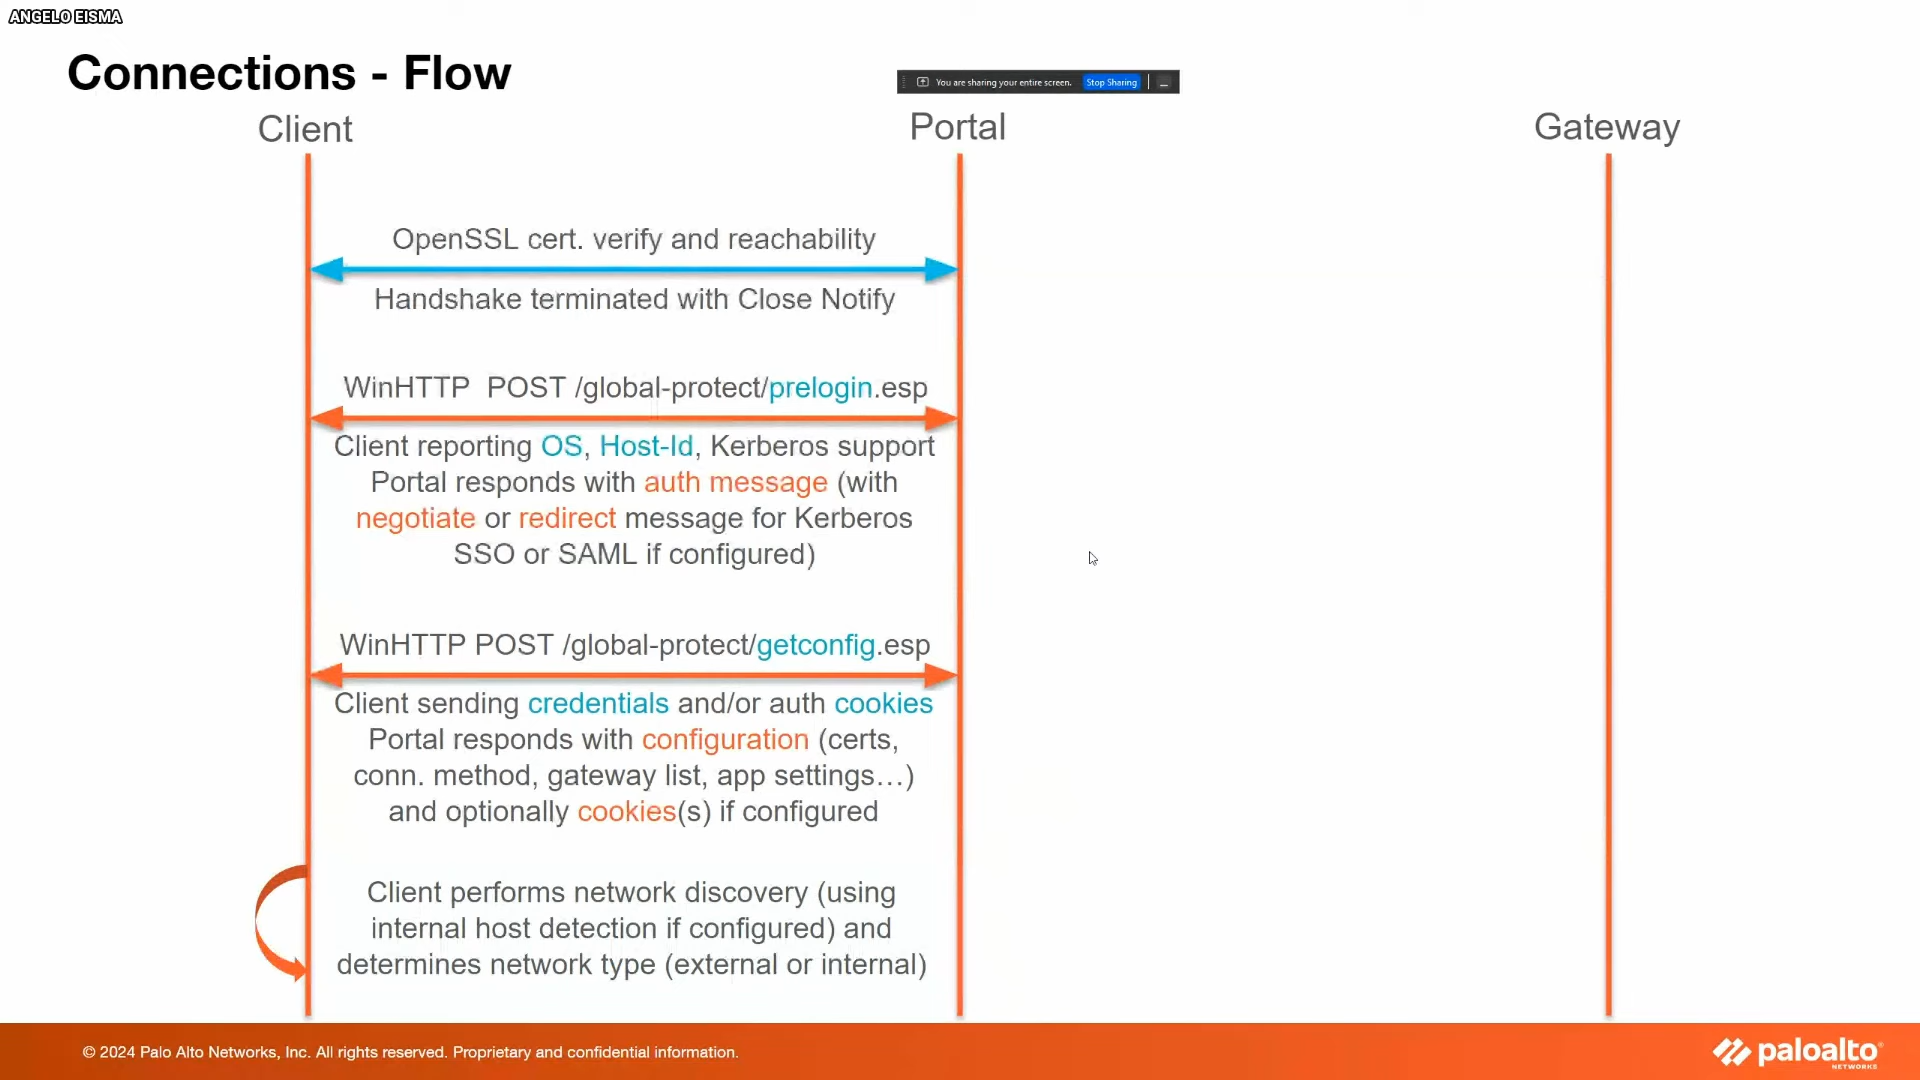 ANGELO EISMA
Connections - Flow
You are sharing your entire screen. Stop Sharing
Client
Portal
Gateway
OpenSSL cert. verify and reachability
Handshake terminated with Close Notify
WinHTTP POST /global-protect/prelogin.esp
Client reporting OS, Host-Id, Kerberos support
Portal responds with auth message (with
negotiate or redirect message for Kerberos
SSO or SAML if configured)
WinHTTP POST /global-protect/getconfig.esp
Client sending credentials and/or auth cookies
Portal responds with configuration (certs,
conn. method, gateway list, app settings…)
and optionally cookies(s) if configured
Client performs network discovery (using
internal host detection if configured) and
determines network type (external or internal)
© 2024 Palo Alto Networks, Inc. All rights reserved. Proprietary and confidential information.
paloalto
NETWORKS